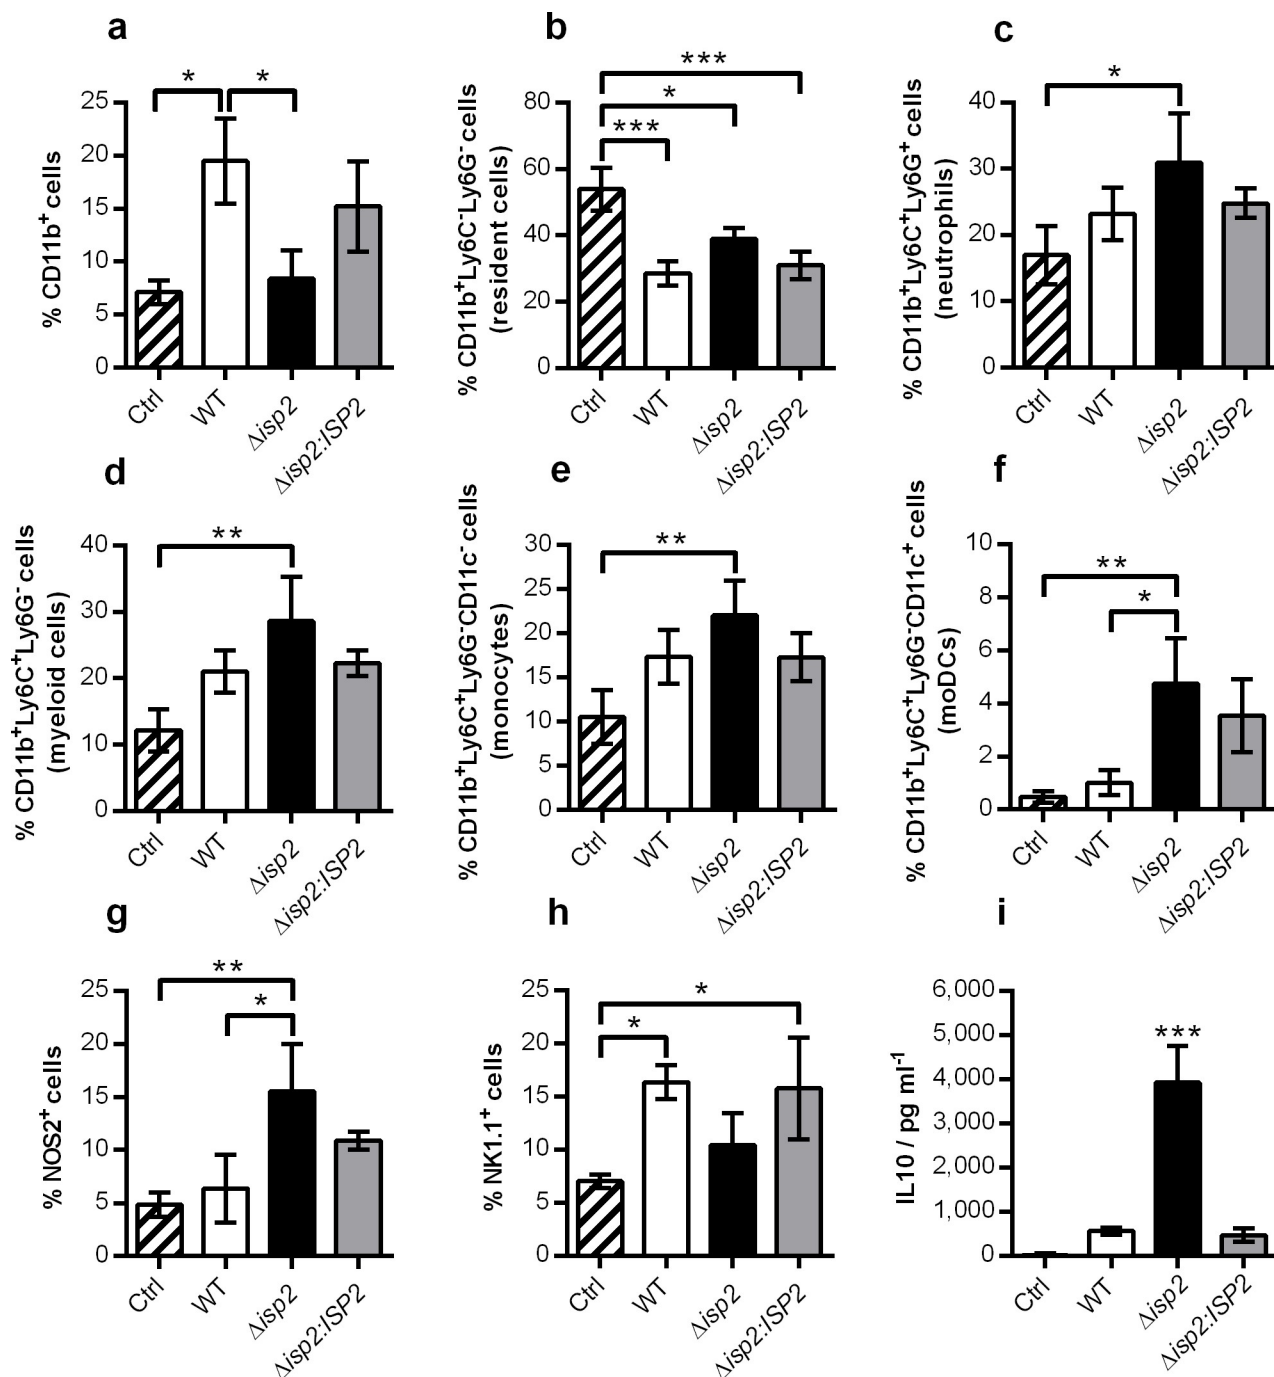 a
% CD11b⁺ cells
25
20
15
10
5
0
* *
Ctrl
WT
Δisp2
Δisp2:ISP2
b
% CD11b⁺Ly6C⁻Ly6G⁻ cells
(resident cells)
80
60
40
20
0
***
*
***
Ctrl
WT
Δisp2
Δisp2:ISP2
c
% CD11b⁺Ly6C⁺Ly6G⁺ cells
(neutrophils)
40
30
20
10
0
*
Ctrl
WT
Δisp2
Δisp2:ISP2
d
% CD11b⁺Ly6C⁺Ly6G⁻ cells
(myeloid cells)
40
30
20
10
0
**
Ctrl
WT
Δisp2
Δisp2:ISP2
e
% CD11b⁺Ly6C⁺Ly6G⁻CD11c⁻ cells
(monocytes)
30
25
20
15
10
5
0
**
Ctrl
WT
Δisp2
Δisp2:ISP2
f
% CD11b⁺Ly6C⁺Ly6G⁻CD11c⁺ cells
(moDCs)
10
8
6
4
2
0
**
*
Ctrl
WT
Δisp2
Δisp2:ISP2
g
% NOS2⁺ cells
25
20
15
10
5
0
**
*
Ctrl
WT
Δisp2
Δisp2:ISP2
h
% NK1.1⁺ cells
25
20
15
10
5
0
*
*
Ctrl
WT
Δisp2
Δisp2:ISP2
i
IL10 / pg ml⁻¹
6,000
5,000
4,000
3,000
2,000
1,000
0
***
Ctrl
WT
Δisp2
Δisp2:ISP2